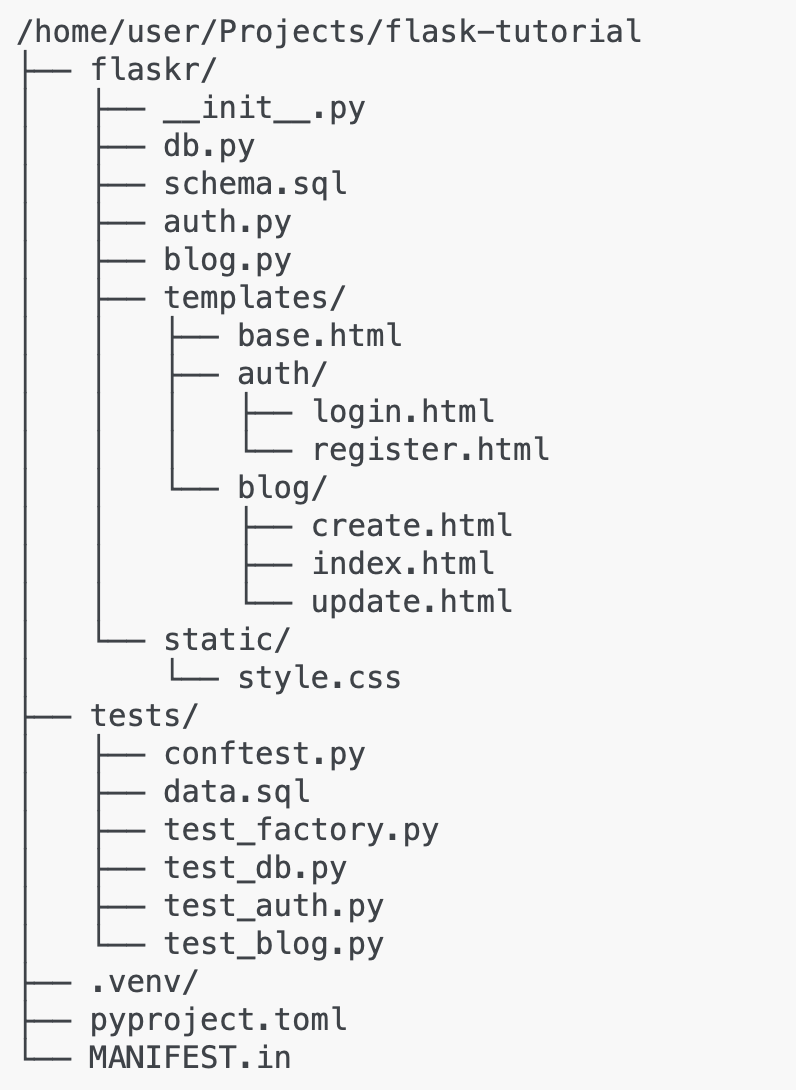 /home/user/Projects/flask-tutorial
├── flaskr/
│   ├── __init__.py
│   ├── db.py
│   ├── schema.sql
│   ├── auth.py
│   ├── blog.py
│   ├── templates/
│   │   ├── base.html
│   │   ├── auth/
│   │   │   ├── login.html
│   │   │   └── register.html
│   │   └── blog/
│   │       ├── create.html
│   │       ├── index.html
│   │       └── update.html
│   └── static/
│       └── style.css
├── tests/
│   ├── conftest.py
│   ├── data.sql
│   ├── test_factory.py
│   ├── test_db.py
│   ├── test_auth.py
│   └── test_blog.py
├── .venv/
├── pyproject.toml
└── MANIFEST.in